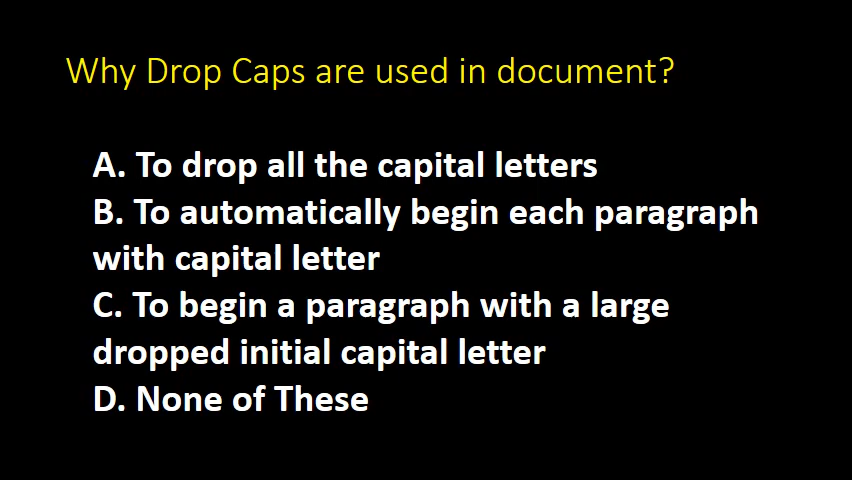 Why Drop Caps are used in document?
A. To drop all the capital letters
B. To automatically begin each paragraph
with capital letter
C. To begin a paragraph with a large
dropped initial capital letter
D. None of These